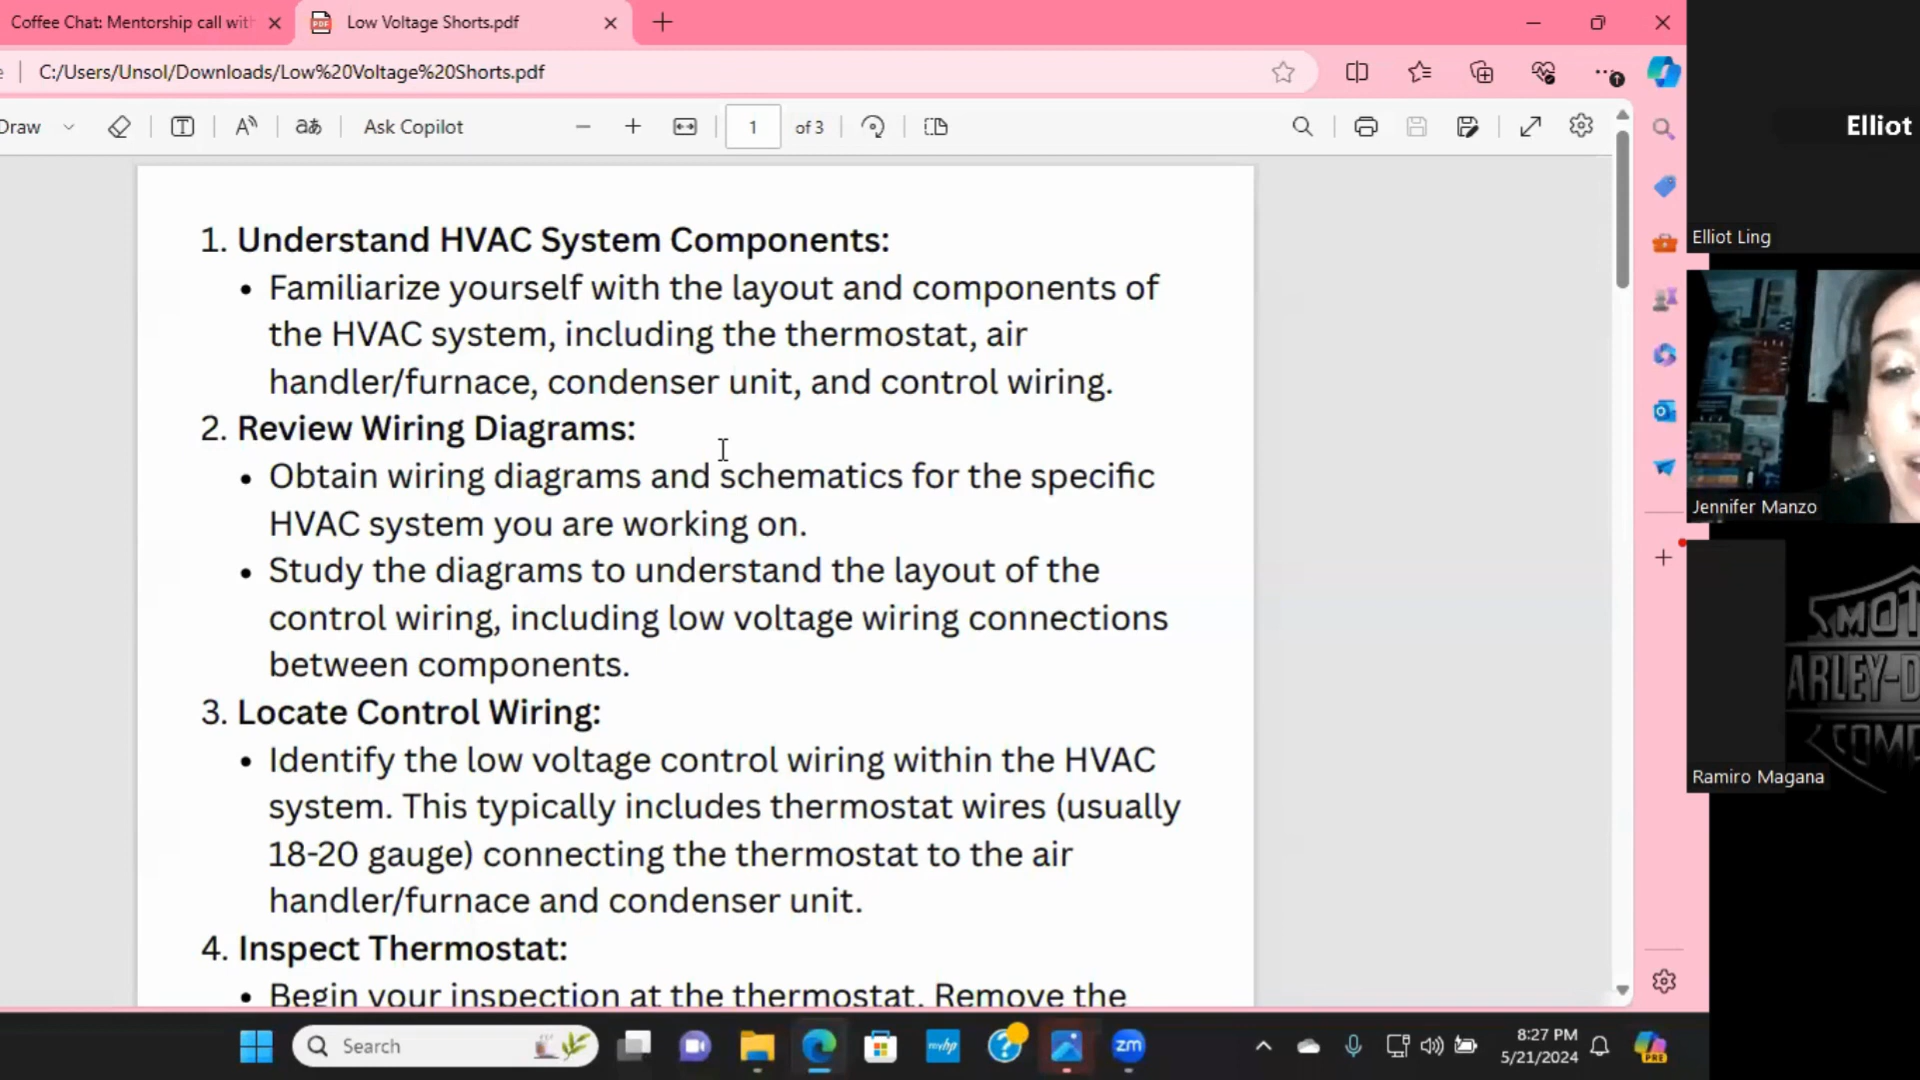 Coffee Chat: Mentorship call with
Low Voltage Shorts.pdf
C:/Users/Unsol/Downloads/Low%20Voltage%20Shorts.pdf
Draw
Ask Copilot
1 of 3
1. Understand HVAC System Components:
• Familiarize yourself with the layout and components of
the HVAC system, including the thermostat, air
handler/furnace, condenser unit, and control wiring.
2. Review Wiring Diagrams:
• Obtain wiring diagrams and schematics for the specific
HVAC system you are working on.
• Study the diagrams to understand the layout of the
control wiring, including low voltage wiring connections
between components.
3. Locate Control Wiring:
• Identify the low voltage control wiring within the HVAC
system. This typically includes thermostat wires (usually
18-20 gauge) connecting the thermostat to the air
handler/furnace and condenser unit.
4. Inspect Thermostat:
• Begin your inspection at the thermostat. Remove the
Elliot
Elliot Ling
Jennifer Manzo
MOT
ARLEY-D
COM
Ramiro Magana
Search
myhp
zm
8:27 PM
5/21/2024
PRE